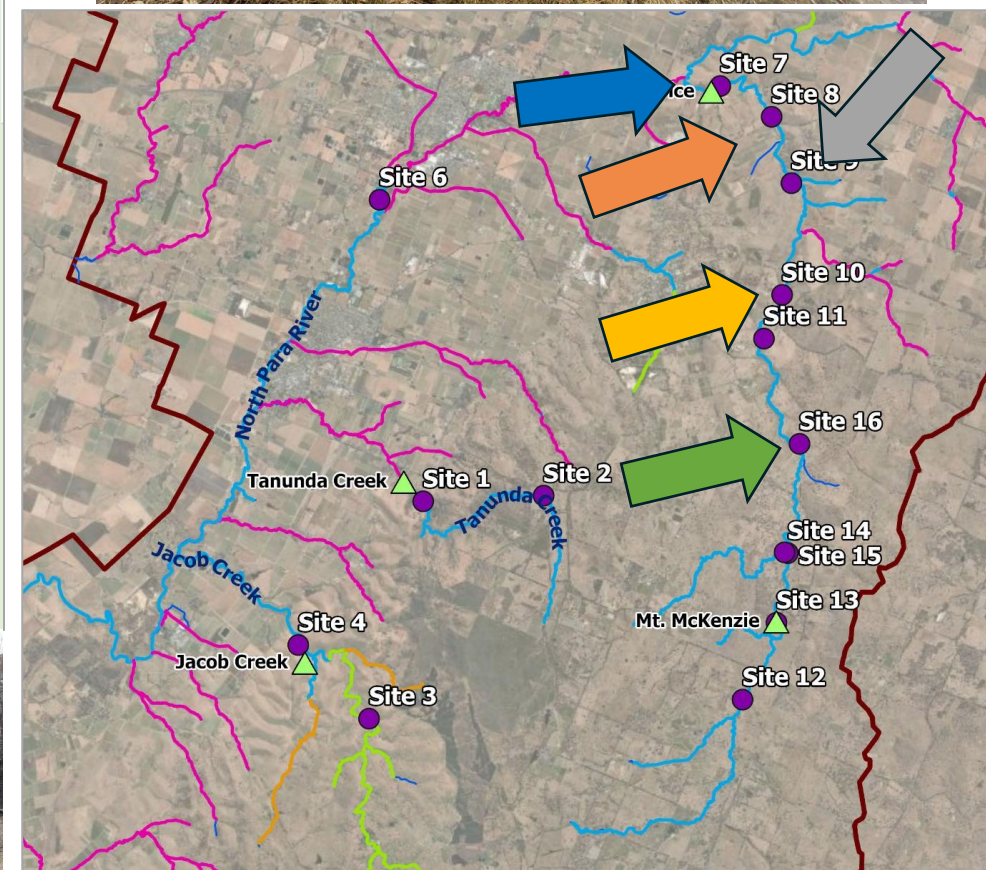 Site 7
ice
Site 8
Site 9
Site 6
Site 10
Site 11
North Para River
Site 16
Tanunda Creek
Site 1
Site 2
Tanunda Creek
Site 14
Site 15
Jacob Creek
Site 13
Mt. McKenzie
Site 4
Jacob Creek
Site 12
Site 3